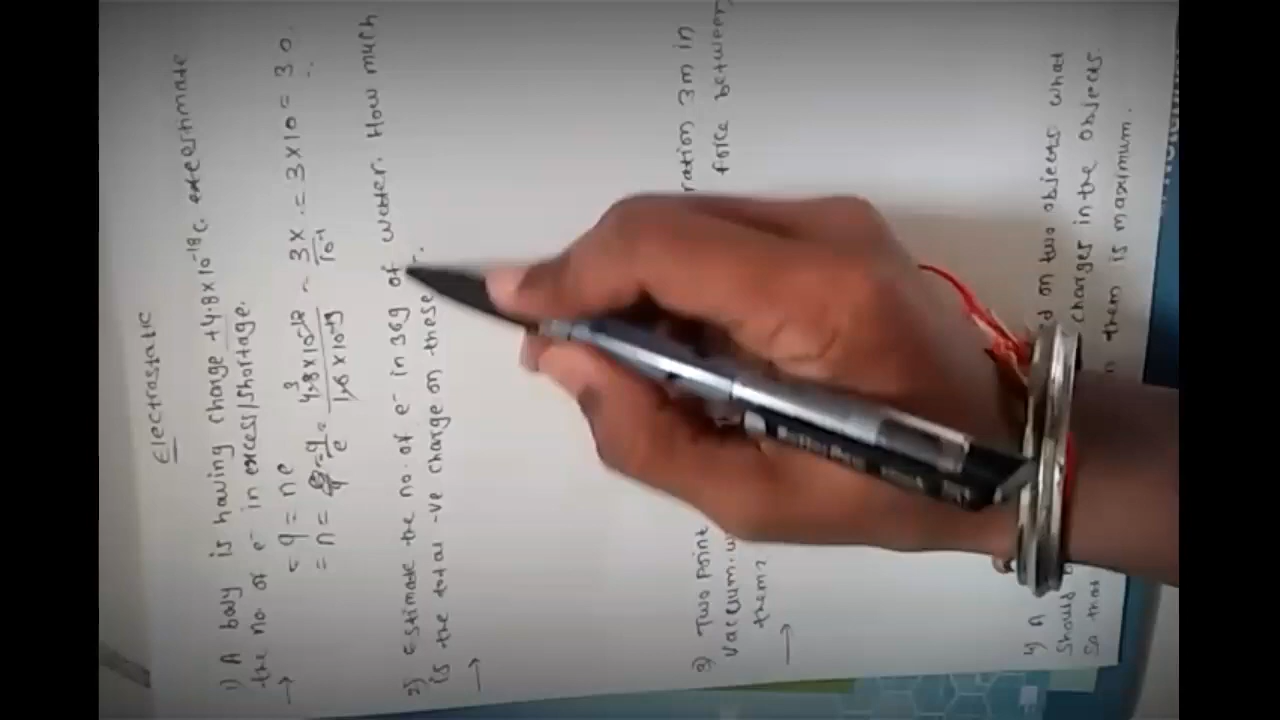 Electrostatic
1) A body is having charge +4.8×10⁻¹⁸c. estimate
the no. of e⁻ in excess/shortage.
→ = q = ne
= n = q/e = 4.8×10⁻¹⁸/1.6×10⁻¹⁹ = 3×/10⁻¹ = 3×10 = 30
2) Estimate the no. of e⁻ in 36g of water. How much
is the total -ve charge on these
→
3) Two point ration 3m in
Vaccum. force between
them?
→
4) A d on two objects what
should charges in the objects
so that them is maximum.